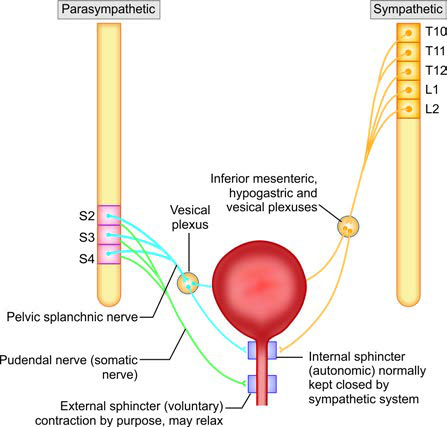 Parasympathetic
Sympathetic
T10
T11
T12
L1
L2
Inferior mesenteric,
hypogastric and
vesical plexuses
Vesical
plexus
S2
S3
S4
Pelvic splanchnic nerve
Pudendal nerve (somatic
nerve)
Internal sphincter
(autonomic) normally
kept closed by
sympathetic system
External sphincter (voluntary)
contraction by purpose, may relax